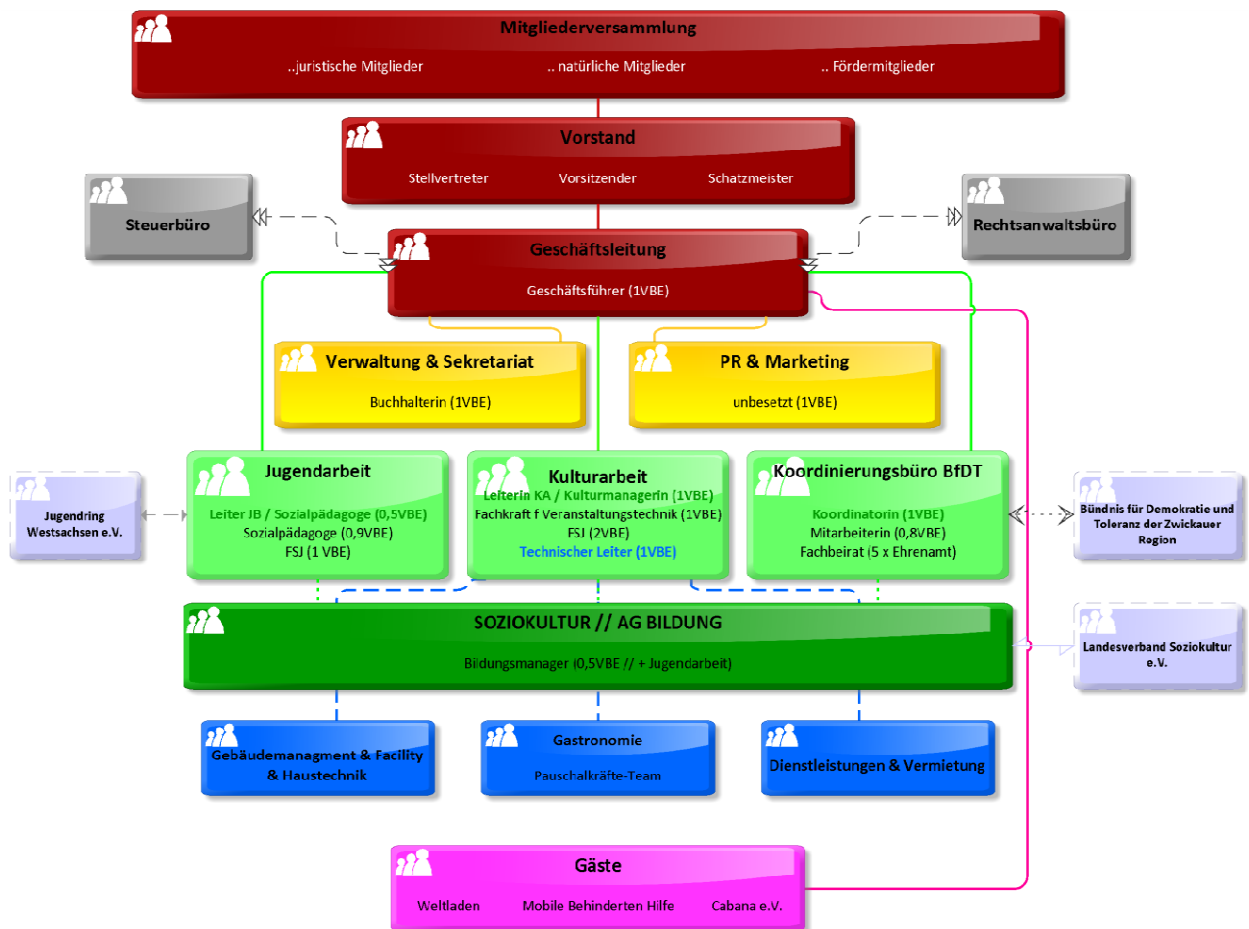 Mitgliederversammlung
..juristische Mitglieder .. natürliche Mitglieder .. Fördermitglieder
Vorstand
Stellvertreter Vorsitzender Schatzmeister
Steuerbüro
Rechtsanwaltsbüro
Geschäftsleitung
Geschäftsführer (1VBE)
Verwaltung & Sekretariat
Buchhalterin (1VBE)
PR & Marketing
unbesetzt (1VBE)
Jugendring
Westsachsen e.V.
Jugendarbeit
Leiter JB / Sozialpädagoge (0,5VBE)
Sozialpädagoge (0,9VBE)
FSJ (1 VBE)
Kulturarbeit
Leiterin KA / Kulturmanagerin (1VBE)
Fachkraft f Veranstaltungstechnik (1VBE)
FSJ (2VBE)
Technischer Leiter (1VBE)
Koordinierungsbüro BfDT
Koordinatorin (1VBE)
Mitarbeiterin (0,8VBE)
Fachbeirat (5 x Ehrenamt)
Bündnis für Demokratie und
Toleranz der Zwickauer
Region
SOZIOKULTUR // AG BILDUNG
Bildungsmanager (0,5VBE // + Jugendarbeit)
Landesverband Soziokultur
e.V.
Gebäudemanagment & Facility
& Haustechnik
Gastronomie
Pauschalkräfte-Team
Dienstleistungen & Vermietung
Gäste
Weltladen Mobile Behinderten Hilfe Cabana e.V.